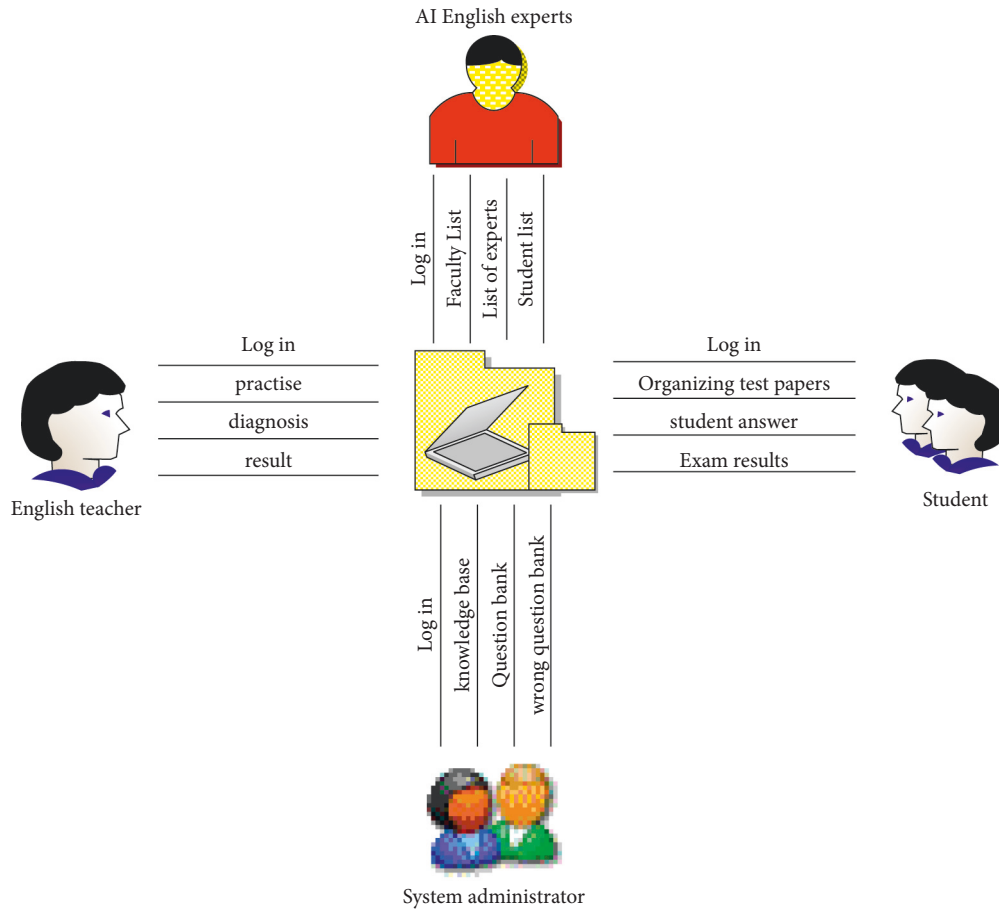 AI English experts
Log in
Faculty List
List of experts
Student list
Log in
practise
diagnosis
result
English teacher
Log in
Organizing test papers
student answer
Exam results
Student
Log in
knowledge base
Question bank
wrong question bank
System administrator